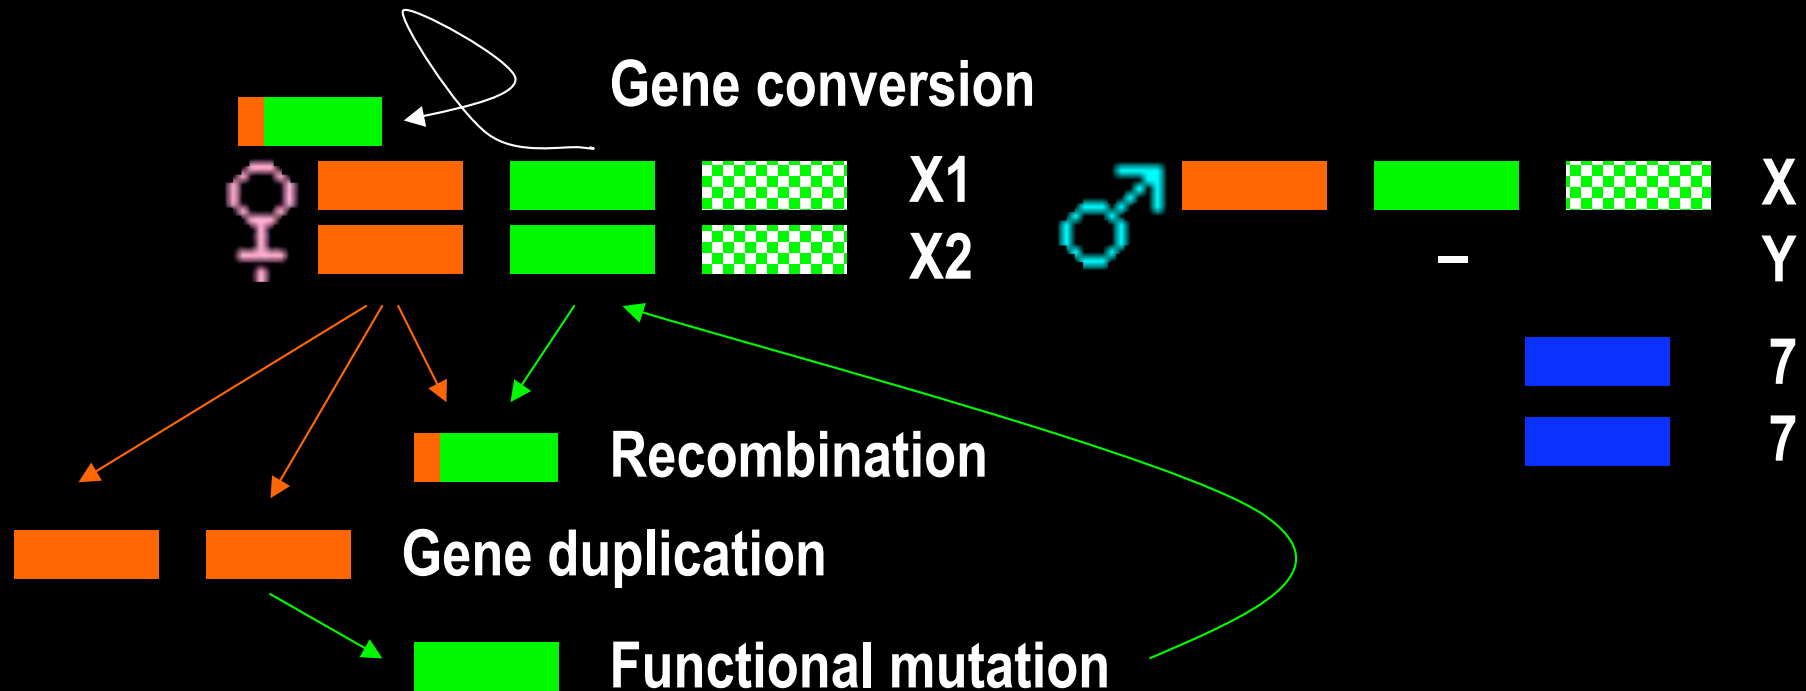 Gene conversion
X1
X
X2
–
Y
7
7
Recombination
Gene duplication
Functional mutation